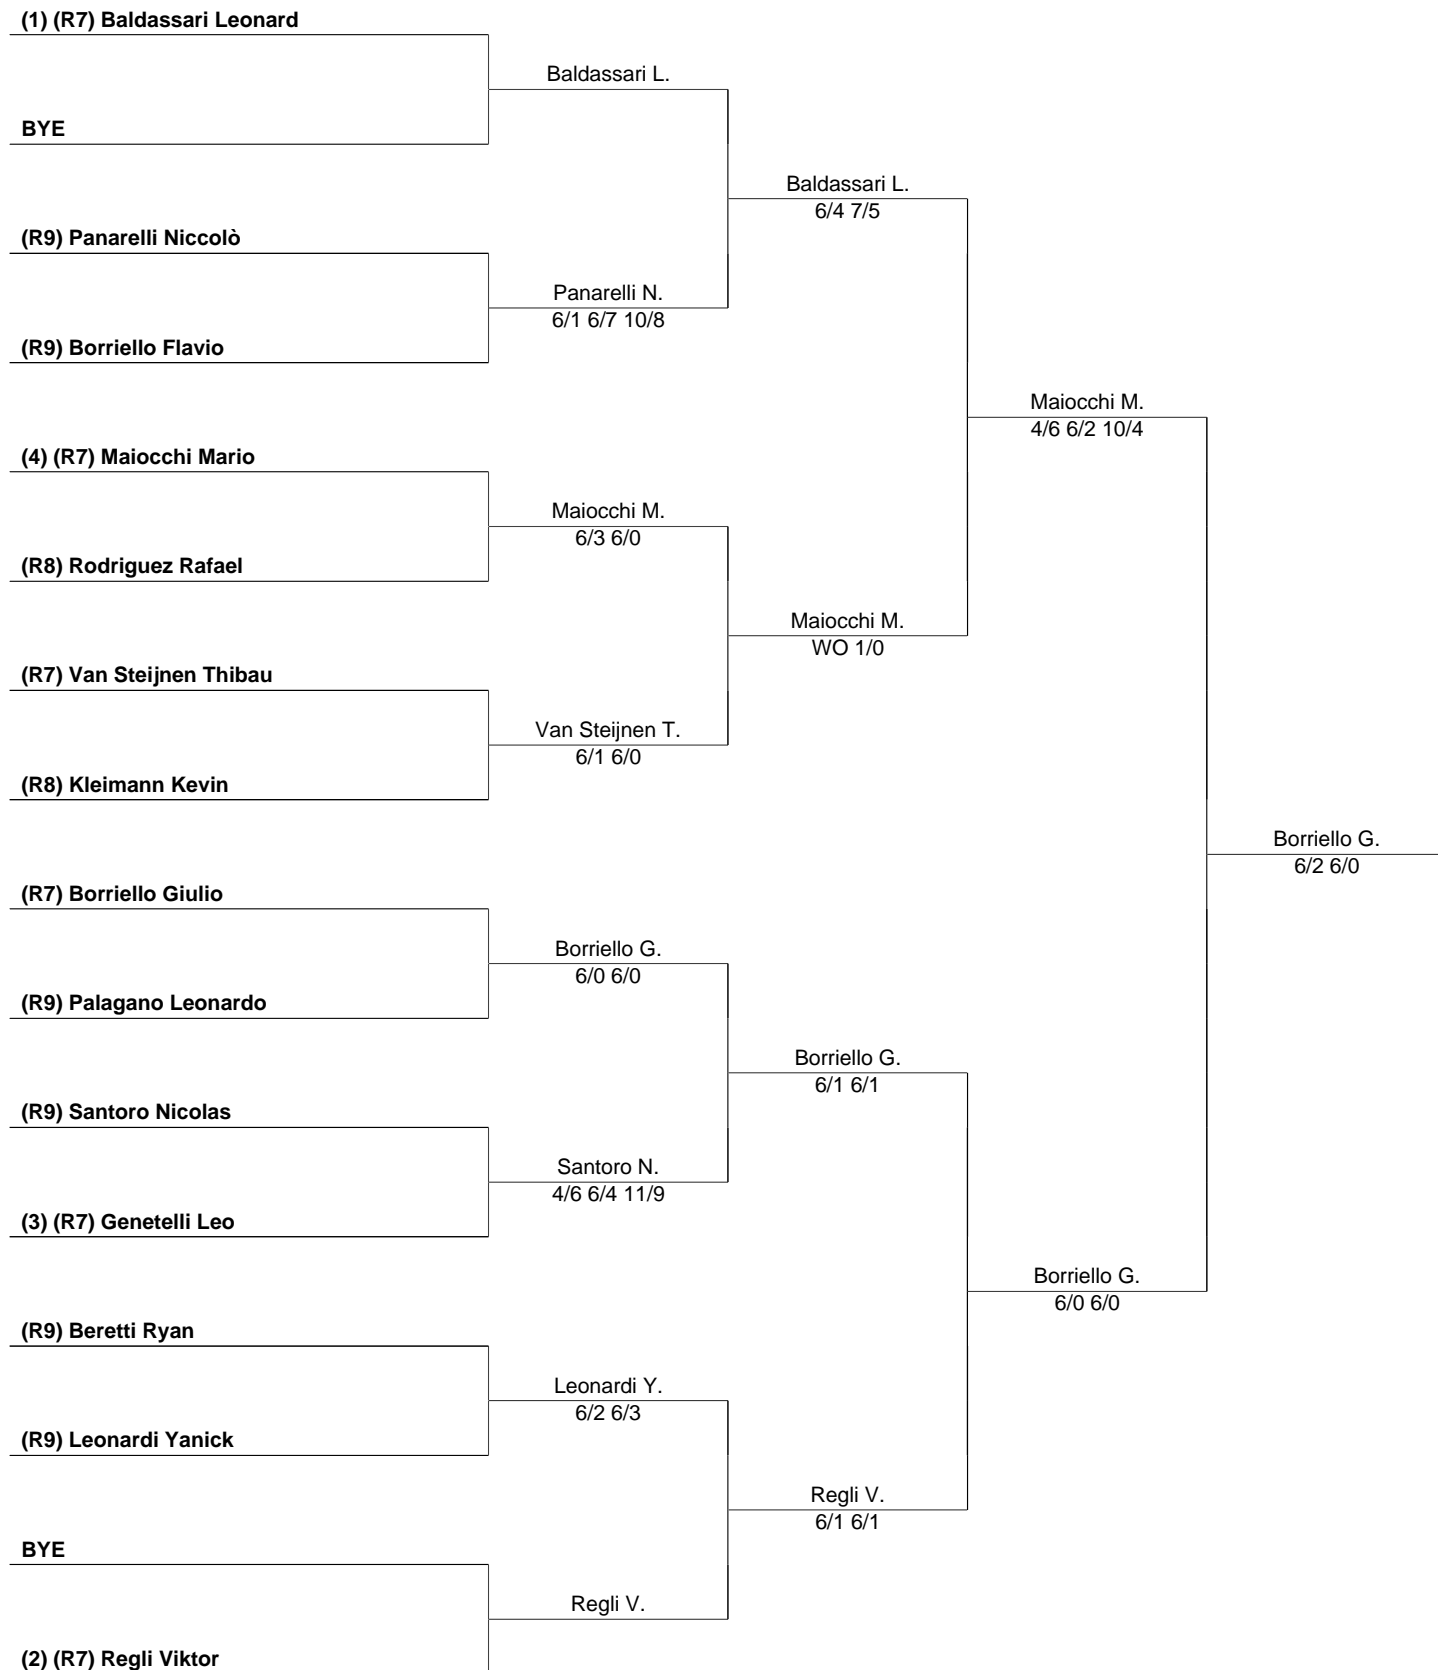 (1) (R7) Baldassari Leonard
Baldassari L.
BYE
Baldassari L.
6/4 7/5
(R9) Panarelli Niccolò
Panarelli N.
6/1 6/7 10/8
(R9) Borriello Flavio
Maiocchi M.
4/6 6/2 10/4
(4) (R7) Maiocchi Mario
Maiocchi M.
6/3 6/0
(R8) Rodriguez Rafael
Maiocchi M.
WO 1/0
(R7) Van Steijnen Thibau
Van Steijnen T.
6/1 6/0
(R8) Kleimann Kevin
Borriello G.
6/2 6/0
(R7) Borriello Giulio
Borriello G.
6/0 6/0
(R9) Palagano Leonardo
Borriello G.
6/1 6/1
(R9) Santoro Nicolas
Santoro N.
4/6 6/4 11/9
(3) (R7) Genetelli Leo
Borriello G.
6/0 6/0
(R9) Beretti Ryan
Leonardi Y.
6/2 6/3
(R9) Leonardi Yanick
Regli V.
6/1 6/1
BYE
Regli V.
(2) (R7) Regli Viktor